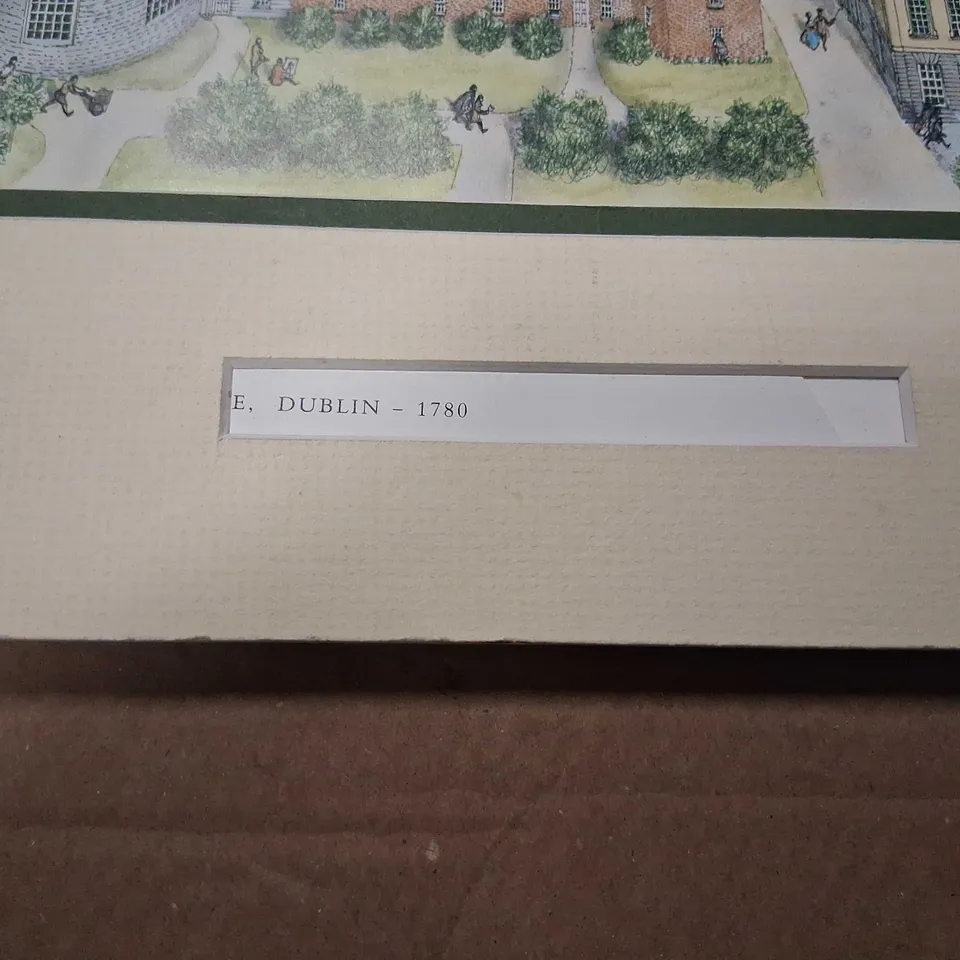 E, DUBLIN – 1780